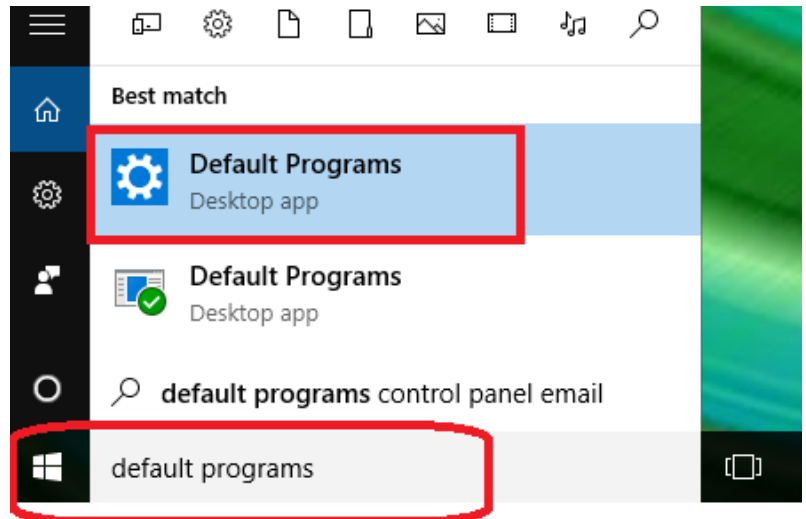 Best match
Default Programs
Desktop app
Default Programs
Desktop app
default programs control panel email
default programs